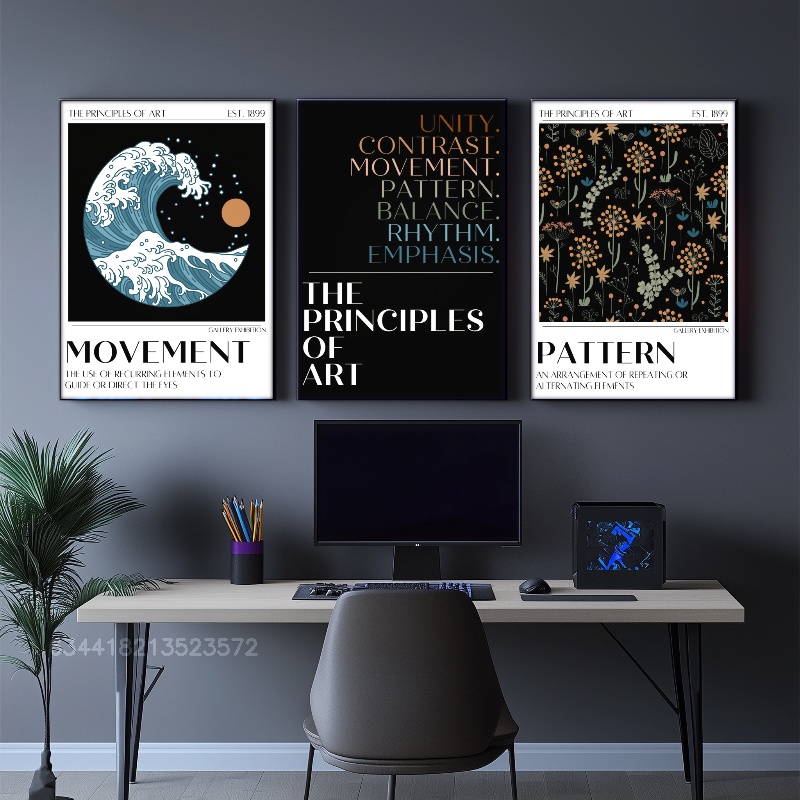 THE PRINCIPLES OF ART
EST. 1899
GALLERY EXHIBITION
MOVEMENT
THE USE OF RECURRING ELEMENTS TO
GUIDE OR DIRECT THE EYES
UNITY.
CONTRAST.
MOVEMENT.
PATTERN.
BALANCE.
RHYTHM.
EMPHASIS.
THE
PRINCIPLES
OF
ART
THE PRINCIPLES OF ART
EST. 1899
GALLERY EXHIBITION
PATTERN
AN ARRANGEMENT OF REPEATING OR
ALTERNATING ELEMENTS